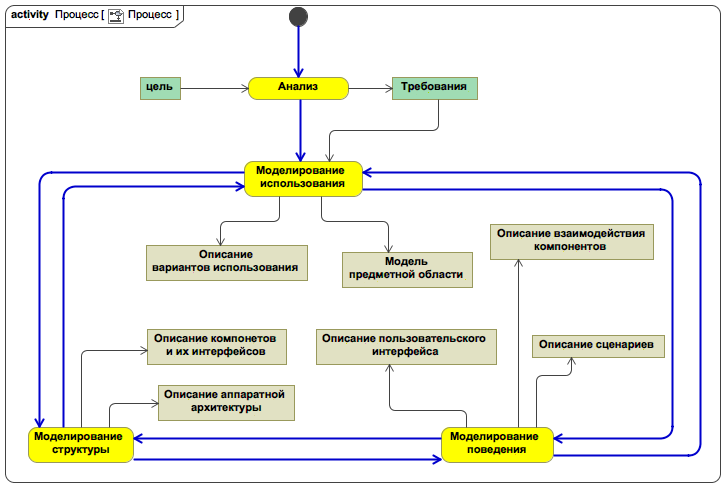 activity Процесс [ Процесс ]
цель
Анализ
Требования
Моделирование
использования
Описание взаимодействия
компонентов
Описание
вариантов использования
Модель
предметной области
Описание компонетов
и их интерфейсов
Описание пользовательского
интерфейса
Описание сценариев
Описание аппаратной
архитектуры
Моделирование
структуры
Моделирование
поведения